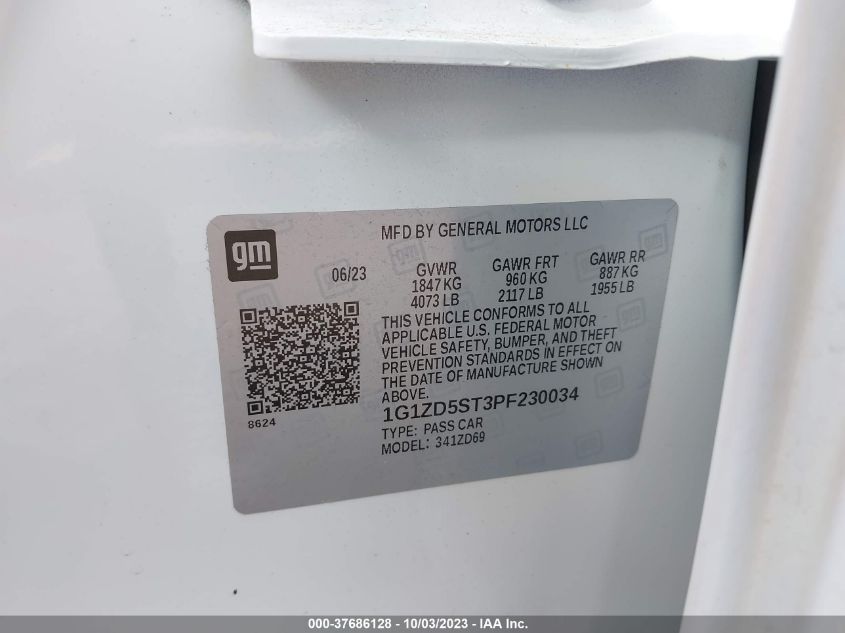 gm
MFD BY GENERAL MOTORS LLC
06/23
GVWR GAWR FRT GAWR RR
1847 KG 960 KG 887 KG
4073 LB 2117 LB 1955 LB
THIS VEHICLE CONFORMS TO ALL
APPLICABLE U.S. FEDERAL MOTOR
VEHICLE SAFETY, BUMPER, AND THEFT
PREVENTION STANDARDS IN EFFECT ON
THE DATE OF MANUFACTURE SHOWN
ABOVE.
8624
1G1ZD5ST3PF230034
TYPE: PASS CAR
MODEL: 341ZD69
000-37686128 - 10/03/2023 - IAA Inc.